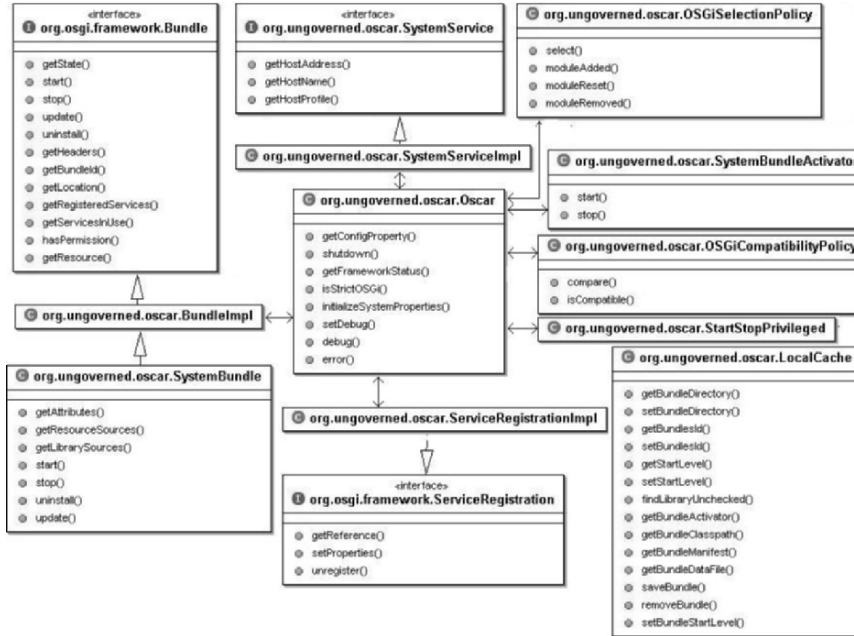 «interface»
I org.osgi.framework.Bundle
getState()
start()
stop()
update()
uninstall()
getHeaders()
getBundleId()
getLocation()
getRegisteredServices()
getServicesInUse()
hasPermission()
getResource()
C org.ungoverned.oscar.BundleImpl
C org.ungoverned.oscar.SystemBundle
getAttributes()
getResourceSources()
getLibrarySources()
start()
stop()
uninstall()
update()
«interface»
I org.ungoverned.oscar.SystemService
getHostAddress()
getHostName()
getHostProfile()
C org.ungoverned.oscar.SystemServiceImpl
C org.ungoverned.oscar.Oscar
getConfigProperty()
shutdown()
getFrameworkStatus()
isStrictOSGi()
initializeSystemProperties()
setDebug()
debug()
error()
C org.ungoverned.oscar.ServiceRegistrationImpl
«interface»
I org.osgi.framework.ServiceRegistration
getReference()
setProperties()
unregister()
C org.ungoverned.oscar.OSGiSelectionPolicy
select()
moduleAdded()
moduleReset()
moduleRemoved()
C org.ungoverned.oscar.SystemBundleActivator
start()
stop()
C org.ungoverned.oscar.OSGiCompatibilityPolicy
compare()
isCompatible()
C org.ungoverned.oscar.StartStopPrivileged
C org.ungoverned.oscar.LocalCache
getBundleDirectory()
setBundleDirectory()
getBundlesId()
setBundlesId()
getStartLevel()
setStartLevel()
findLibraryUnchecked()
getBundleActivator()
getBundleClasspath()
getBundleManifest()
getBundleDataFile()
saveBundle()
removeBundle()
setBundleStartLevel()